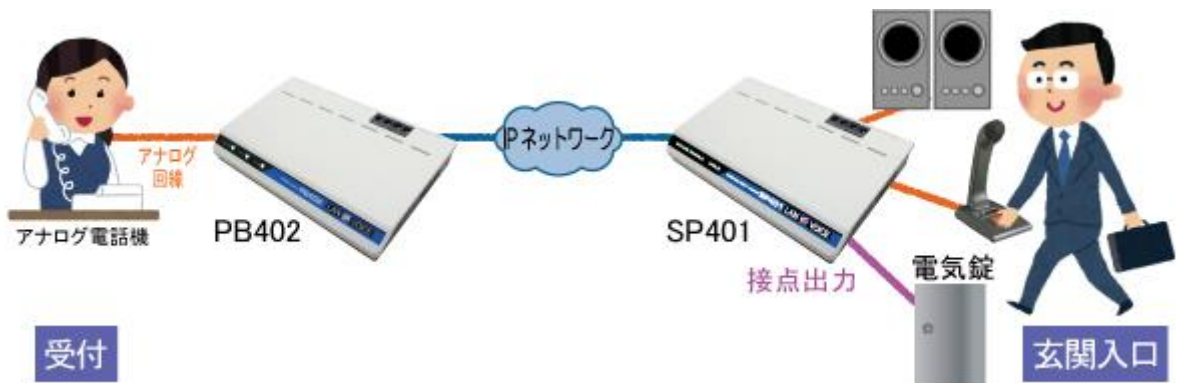 アナログ
回線
アナログ電話機
PB402
IPネットワーク
SP401
接点出力
電気錠
受付
玄関入口